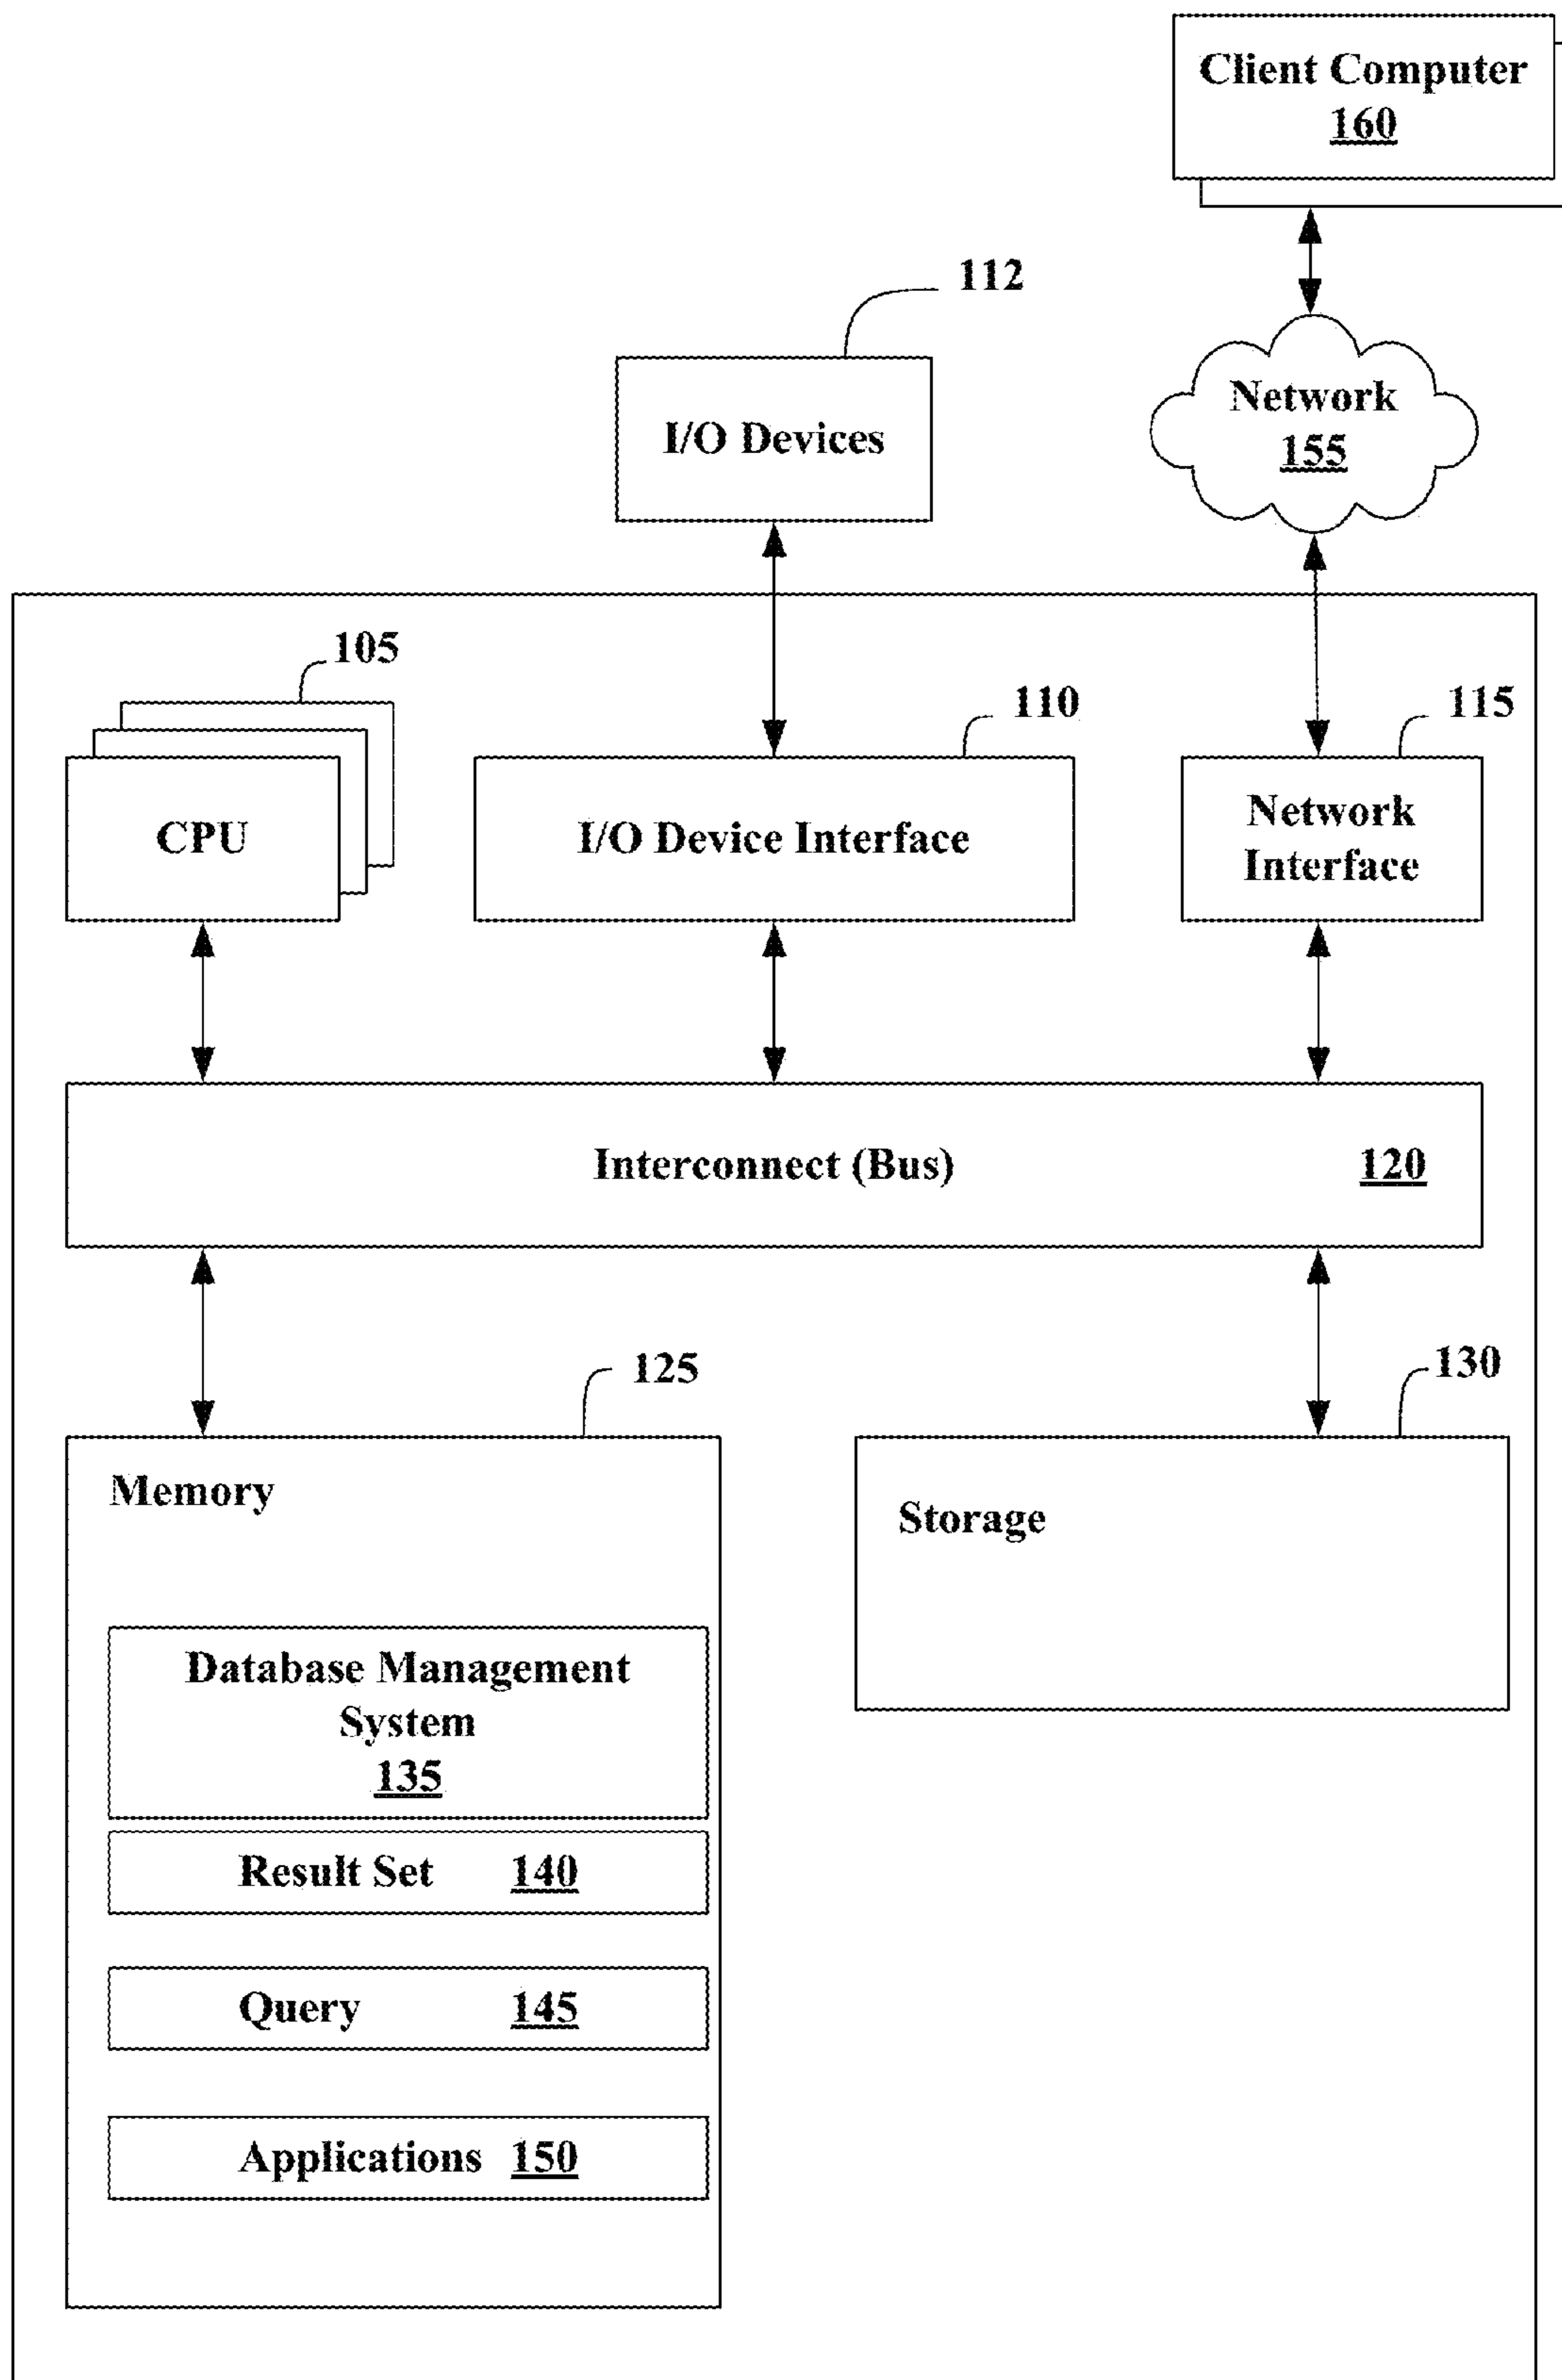 Client Computer
160
112
I/O Devices
Network
155
105
110
115
CPU
I/O Device Interface
Network
Interface
Interconnect (Bus) 120
125
130
Memory
Storage
Database Management
System
135
Result Set 140
Query 145
Applications 150